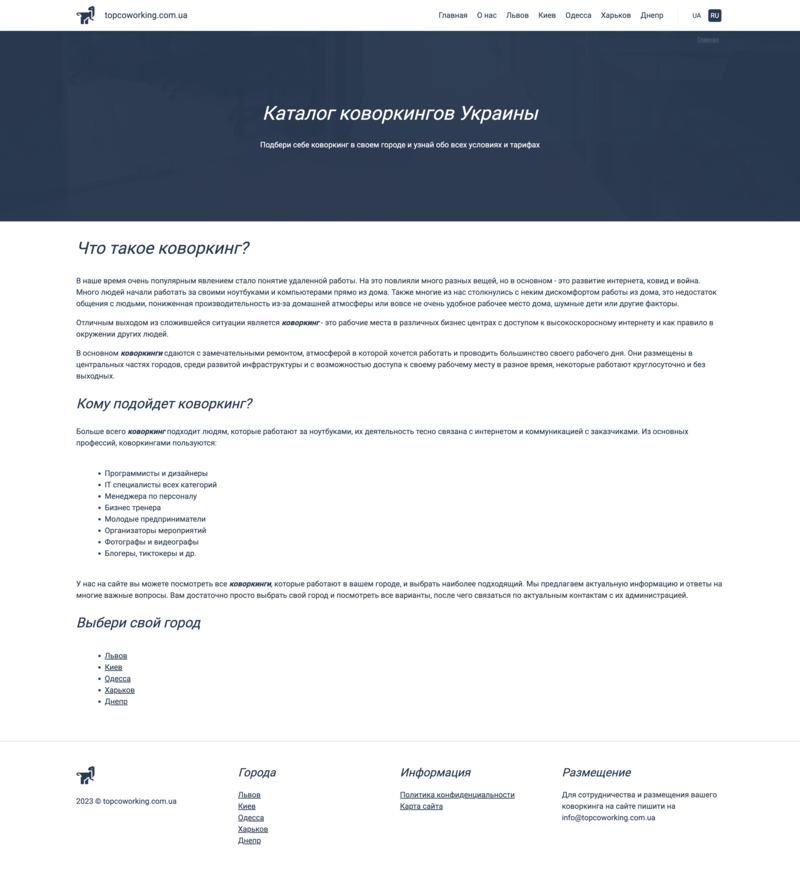 topcoworking.com.ua
Главная О нас Львов Киев Одесса Харьков Днепр UA RU
Главная
Каталог коворкингов Украины
Подбери себе коворкинг в своем городе и узнай обо всех условиях и тарифах
Что такое коворкинг?
В наше время очень популярным явлением стало понятие удаленной работы. На это повлияли много разных вещей, но в основном - это развитие интернета, ковид и война.
Много людей начали работать за своими ноутбуками и компьютерами прямо из дома. Также многие из нас столкнулись с неким дискомфортом работы из дома, это недостаток
общения с людьми, пониженная производительность из-за домашней атмосферы или вовсе не очень удобное рабочее место дома, шумные дети или другие факторы.
Отличным выходом из сложившейся ситуации является коворкинг - это рабочие места в различных бизнес центрах с доступом к высокоскоросному интернету и как правило в
окружении других людей.
В основном коворкинги сдаются с замечательными ремонтом, атмосферой в которой хочется работать и проводить большинство своего рабочего дня. Они размещены в
центральных частях городов, среди развитой инфраструктуры и с возможностью доступа к своему рабочему месту в разное время, некоторые работают круглосуточно и без
выходных.
Кому подойдет коворкинг?
Больше всего коворкинг подходит людям, которые работают за ноутбуками, их деятельность тесно связана с интернетом и коммуникацией с заказчиками. Из основных
профессий, коворкингами пользуются:
• Программисты и дизайнеры
• IT специалисты всех категорий
• Менеджера по персоналу
• Бизнес тренера
• Молодые предприниматели
• Организаторы мероприятий
• Фотографы и видеографы
• Блогеры, тиктокеры и др.
У нас на сайте вы можете посмотреть все коворкинги, которые работают в вашем городе, и выбрать наиболее подходящий. Мы предлагаем актуальную информацию и ответы на
многие важные вопросы. Вам достаточно просто выбрать свой город и посмотреть все варианты, после чего связаться по актуальным контактам с их администрацией.
Выбери свой город
• Львов
• Киев
• Одесса
• Харьков
• Днепр
2023 © topcoworking.com.ua
Города
Львов
Киев
Одесса
Харьков
Днепр
Информация
Политика конфиденциальности
Карта сайта
Размещение
Для сотрудничества и размещения вашего
коворкинга на сайте пишити на
info@topcoworking.com.ua